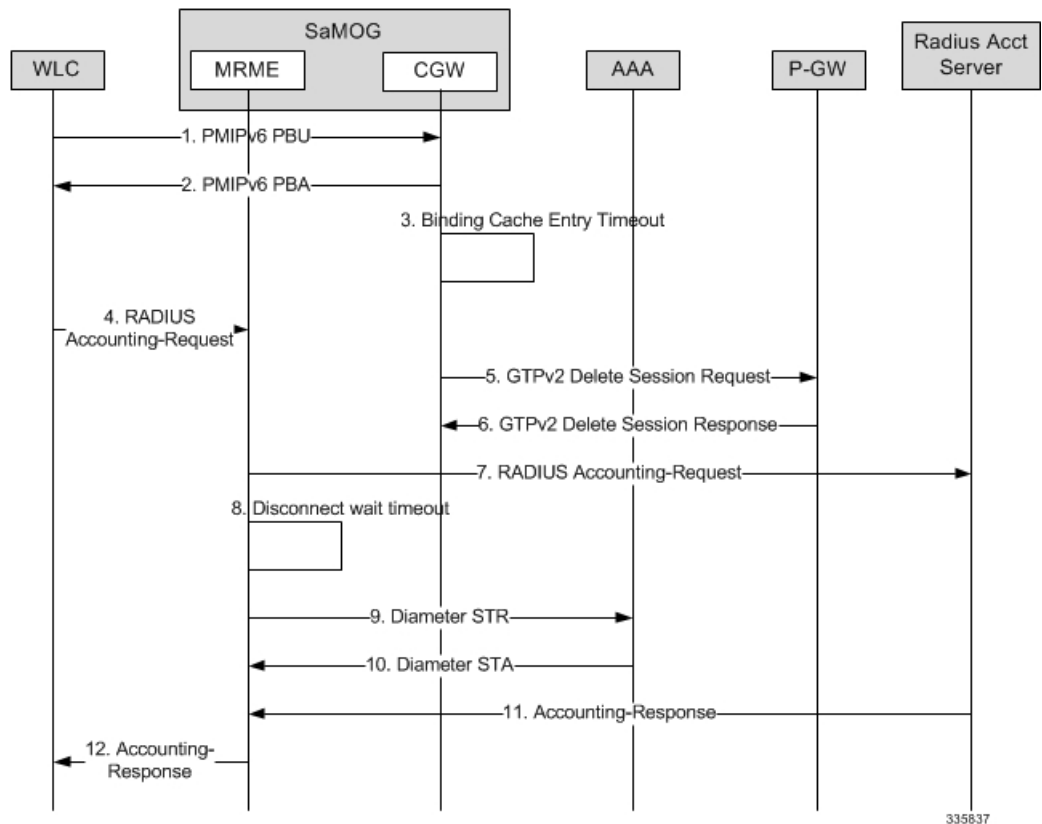 SaMOG
WLC
MRME
CGW
AAA
P-GW
Radius Acct
Server
1. PMIPv6 PBU
2. PMIPv6 PBA
3. Binding Cache Entry Timeout
4. RADIUS
Accounting-Request
5. GTPv2 Delete Session Request
6. GTPv2 Delete Session Response
7. RADIUS Accounting-Request
8. Disconnect wait timeout
9. Diameter STR
10. Diameter STA
11. Accounting-Response
12. Accounting-
Response
335837